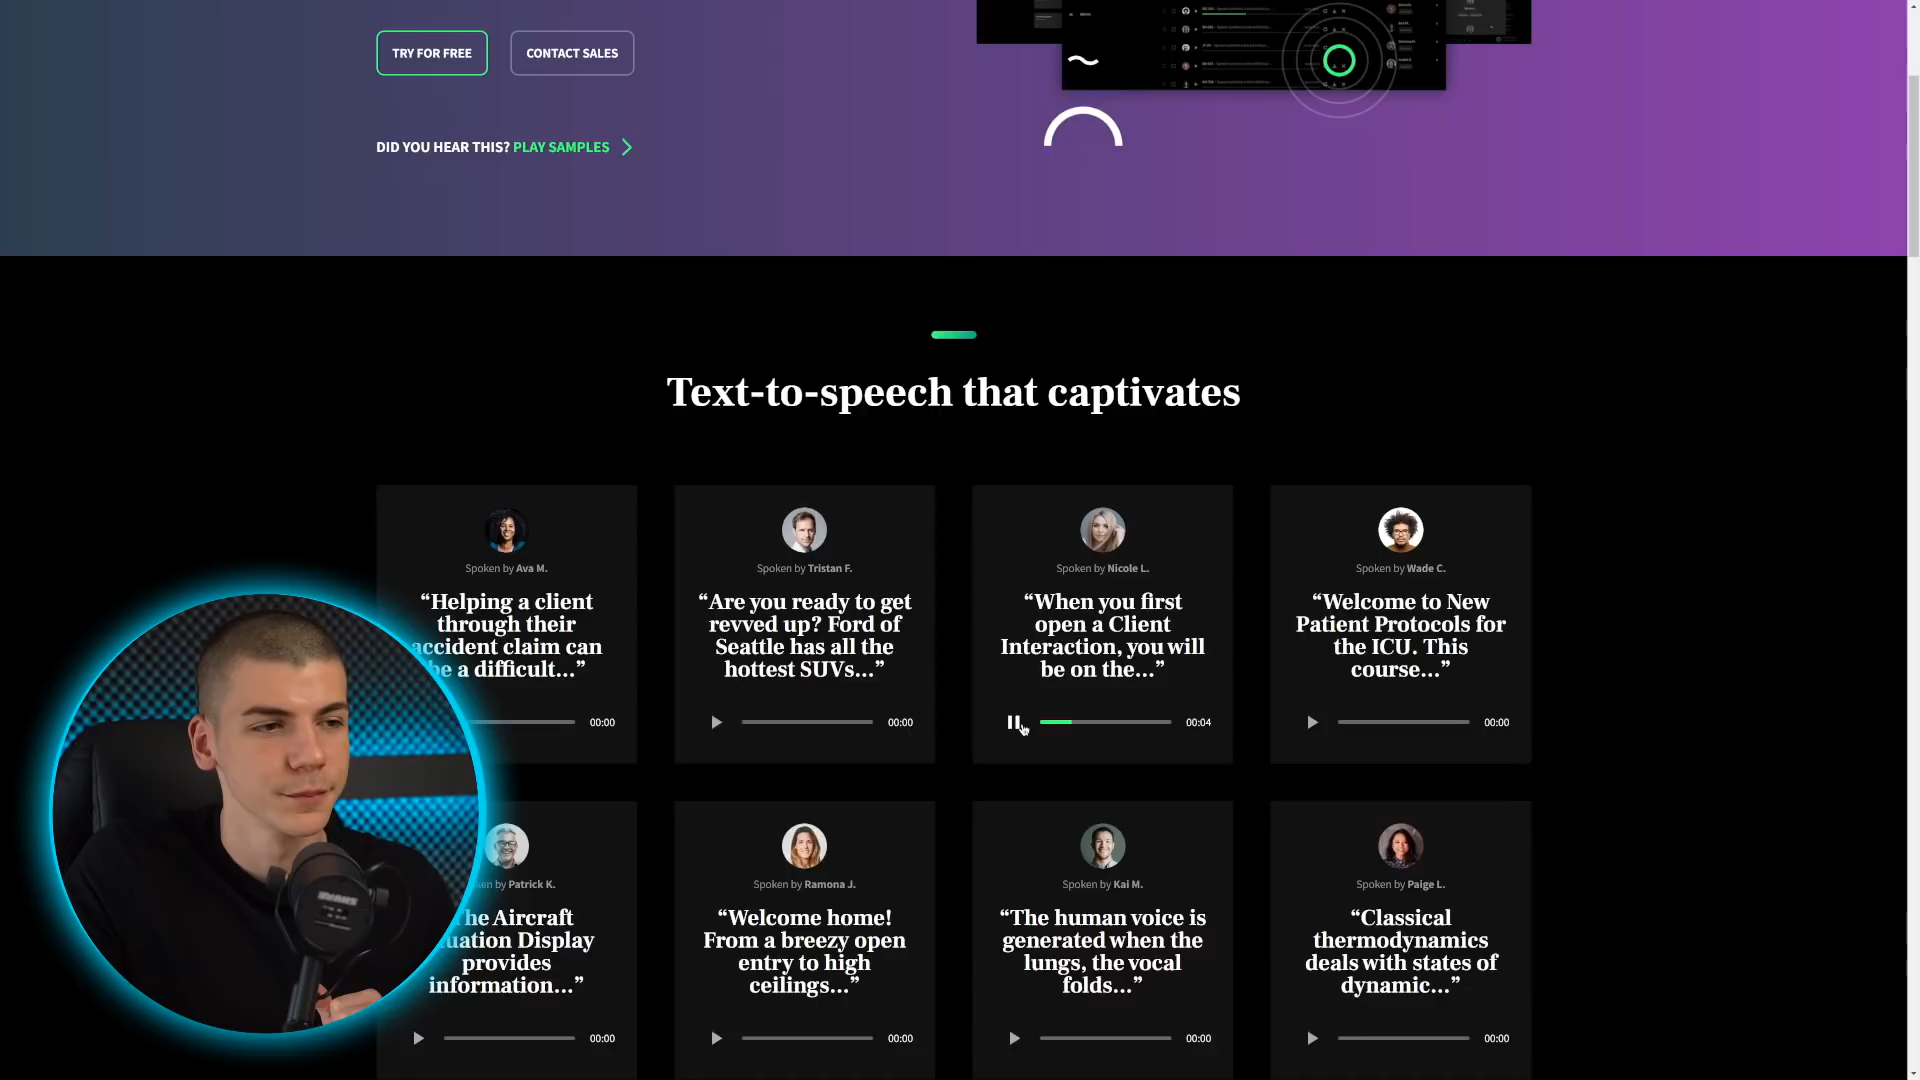 TRY FOR FREE
CONTACT SALES
DID YOU HEAR THIS? PLAY SAMPLES
Text-to-speech that captivates
Spoken by Ava M.
“Helping a client
through their
accident claim can
be a difficult...”
00:00
Spoken by Tristan F.
“Are you ready to get
revved up? Ford of
Seattle has all the
hottest SUVs...”
00:00
Spoken by Nicole L.
“When you first
open a Client
Interaction, you will
be on the...”
00:04
Spoken by Wade C.
“Welcome to New
Patient Protocols for
the ICU. This
course...”
00:00
by Patrick K.
Aircraft
Display
provides
information...”
00:00
Spoken by Ramona J.
“Welcome home!
From a breezy open
entry to high
ceilings...”
00:00
Spoken by Kai M.
“The human voice is
generated when the
lungs, the vocal
folds...”
00:00
Spoken by Paige L.
“Classical
thermodynamics
deals with states of
dynamic...”
00:00